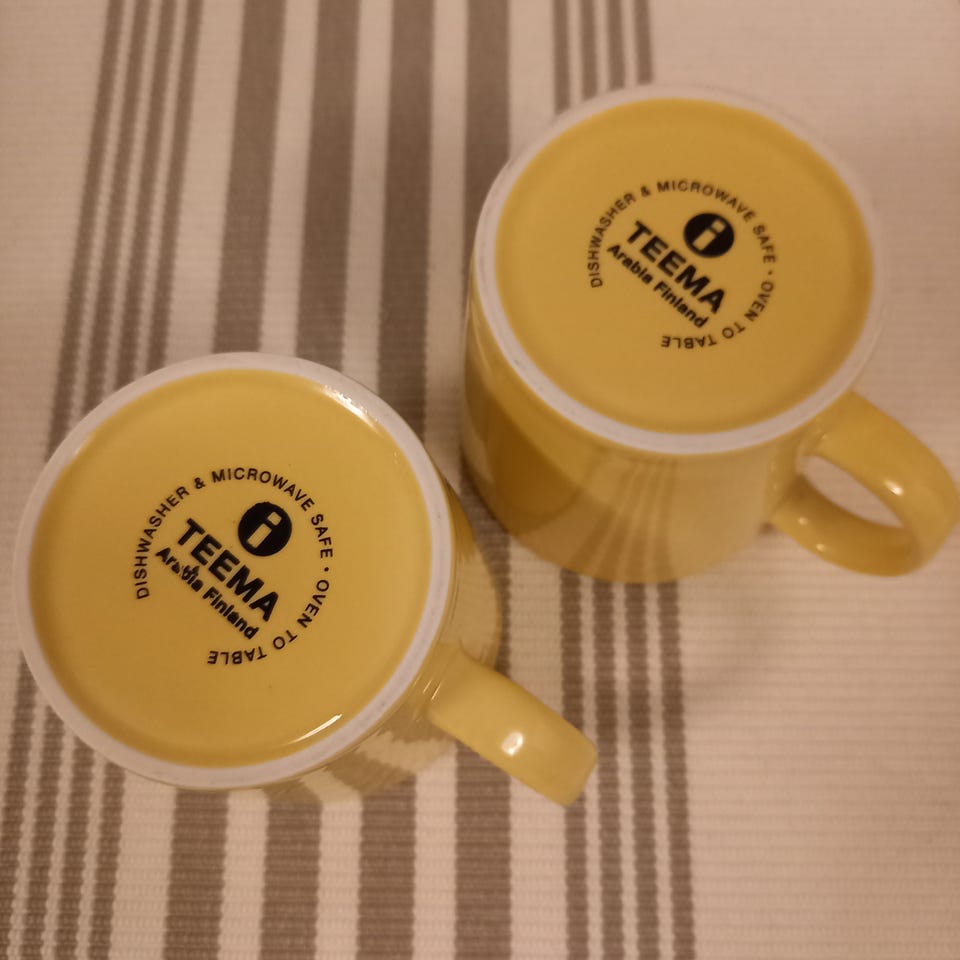 DISHWASHER & MICROWAVE SAFE • OVEN TO TABLE
i
TEEMA
Arabia Finland
DISHWASHER & MICROWAVE SAFE • OVEN TO TABLE
i
TEEMA
Arabia Finland